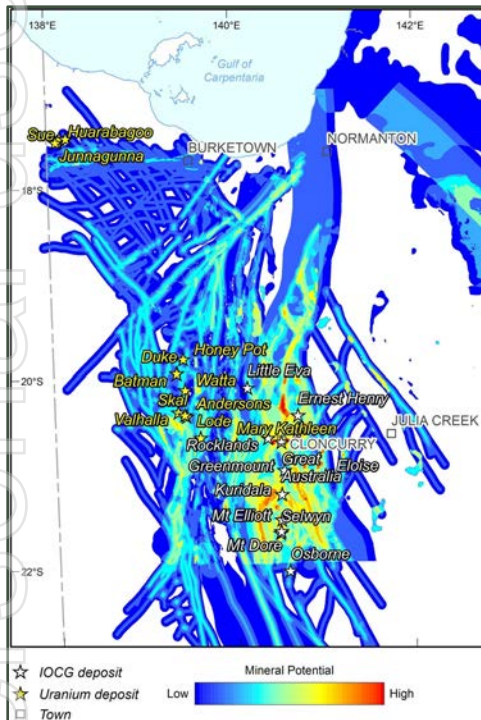 138°E
140°E
142°E
Gulf of
Carpentaria
Sue
Huarabagoo
Junnagunna
BURKETOWN
NORMANTON
18°S
Duke
Honey Pot
20°S
Batman
Watta
Little Eva
Skal
Andersons
Lode
Ernest Henry
Valhalla
Mary Kathleen
JULIA CREEK
Rocklands
CLONCURRY
Greenmount
Great
Australia
Eloise
Kuridala
Mt Elliott
Selwyn
Mt Dore
Osborne
22°S
IOCG deposit
Uranium deposit
Town
Mineral Potential
Low
High